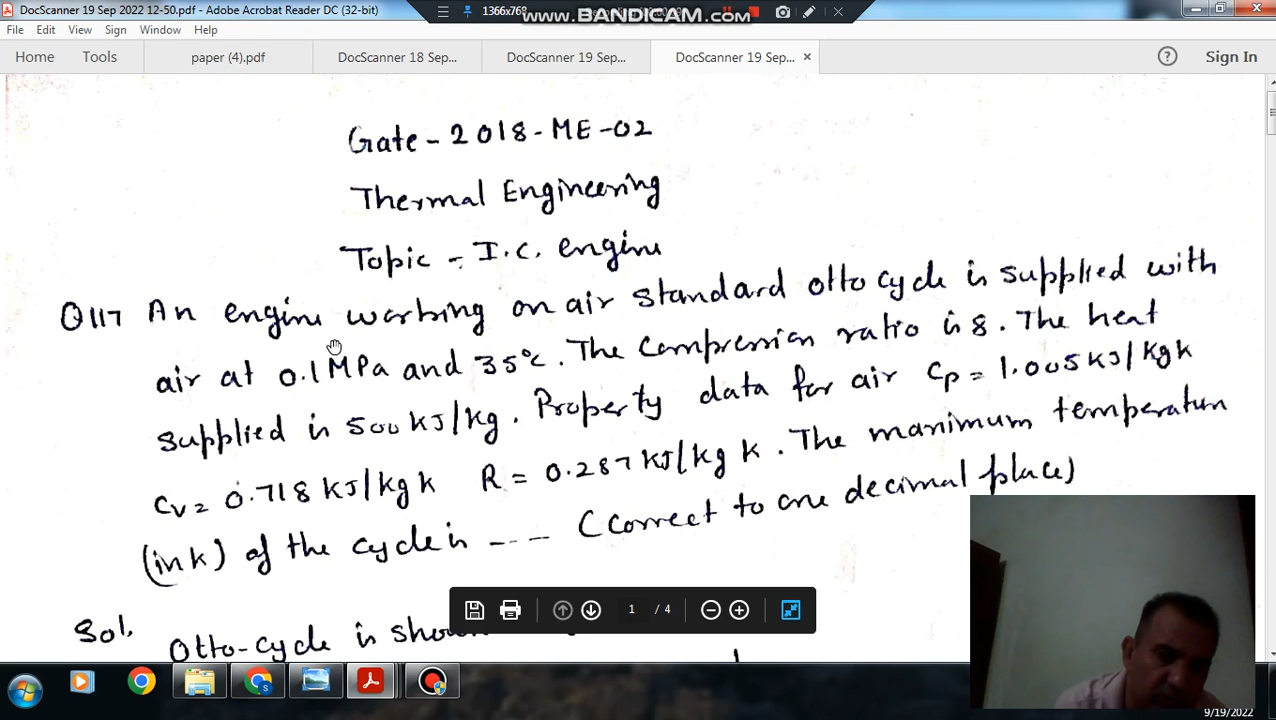 DocScanner 19 Sep 2022 12-50.pdf - Adobe Acrobat Reader DC (32-bit)
1366x768
www.BANDICAM.com
File Edit View Sign Window Help
Home Tools paper (4).pdf DocScanner 18 Sep... DocScanner 19 Sep... DocScanner 19 Sep... × Sign In
Gate - 2018 - ME - 02
Thermal Engineering
Topic - I.C. engine
Q117 An engine working on air standard otto cycle is supplied with
air at 0.1 MPa and 35°c. The compression ratio is 8. The heat
supplied is 500 KJ/kg. Property data for air Cp = 1.005 KJ/kg k
Cv = 0.718 KJ/kg k R = 0.287 KJ/kg k. The maximum temperature
(in k) of the cycle is ---- (correct to one decimal place)
Sol. Otto-cycle is
1 / 4
9/19/2022